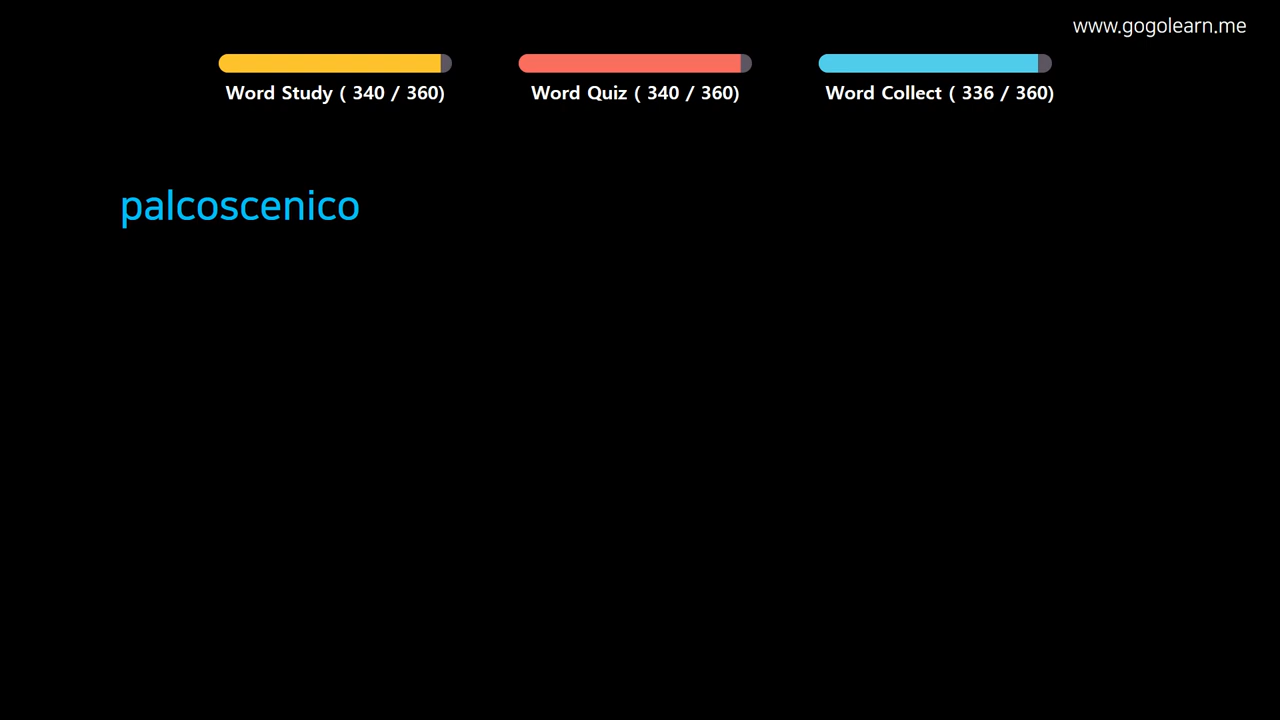 www.gogolearn.me
Word Study ( 340 / 360)
Word Quiz ( 340 / 360)
Word Collect ( 336 / 360)
palcoscenico